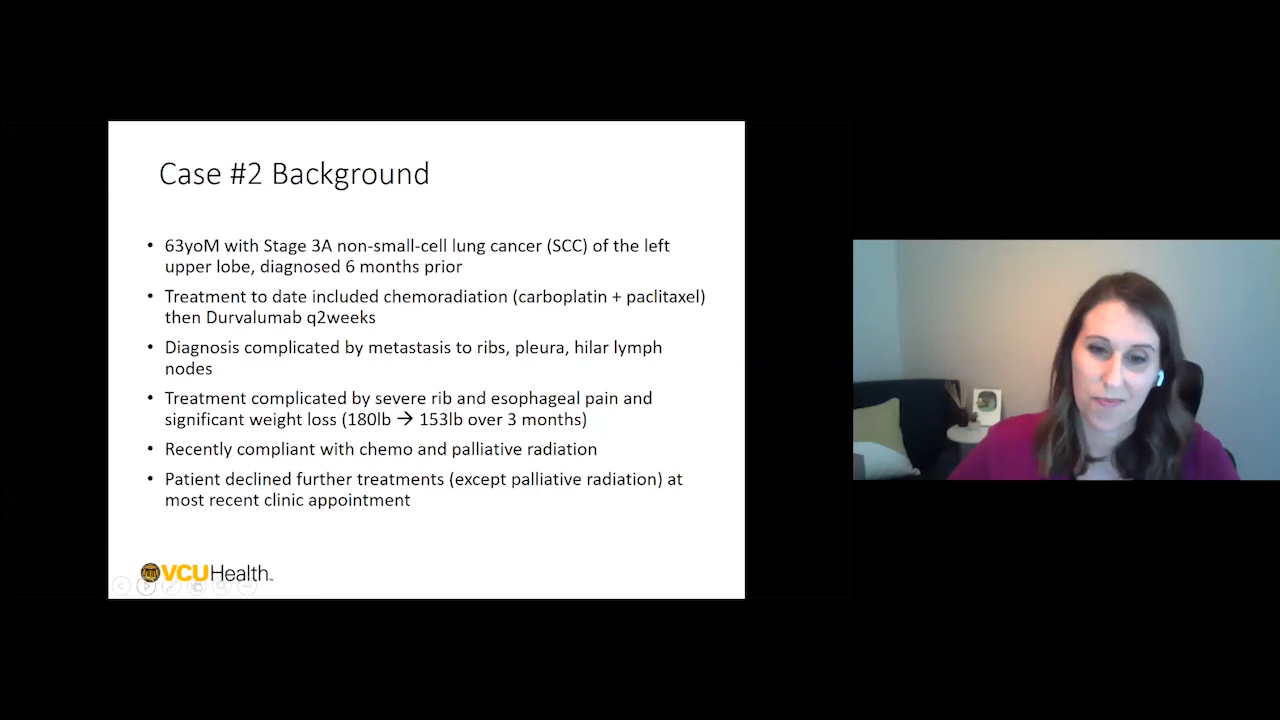 Case #2 Background
• 63yoM with Stage 3A non-small-cell lung cancer (SCC) of the left
upper lobe, diagnosed 6 months prior
• Treatment to date included chemoradiation (carboplatin + paclitaxel)
then Durvalumab q2weeks
• Diagnosis complicated by metastasis to ribs, pleura, hilar lymph
nodes
• Treatment complicated by severe rib and esophageal pain and
significant weight loss (180lb → 153lb over 3 months)
• Recently compliant with chemo and palliative radiation
• Patient declined further treatments (except palliative radiation) at
most recent clinic appointment
VCUHealth™